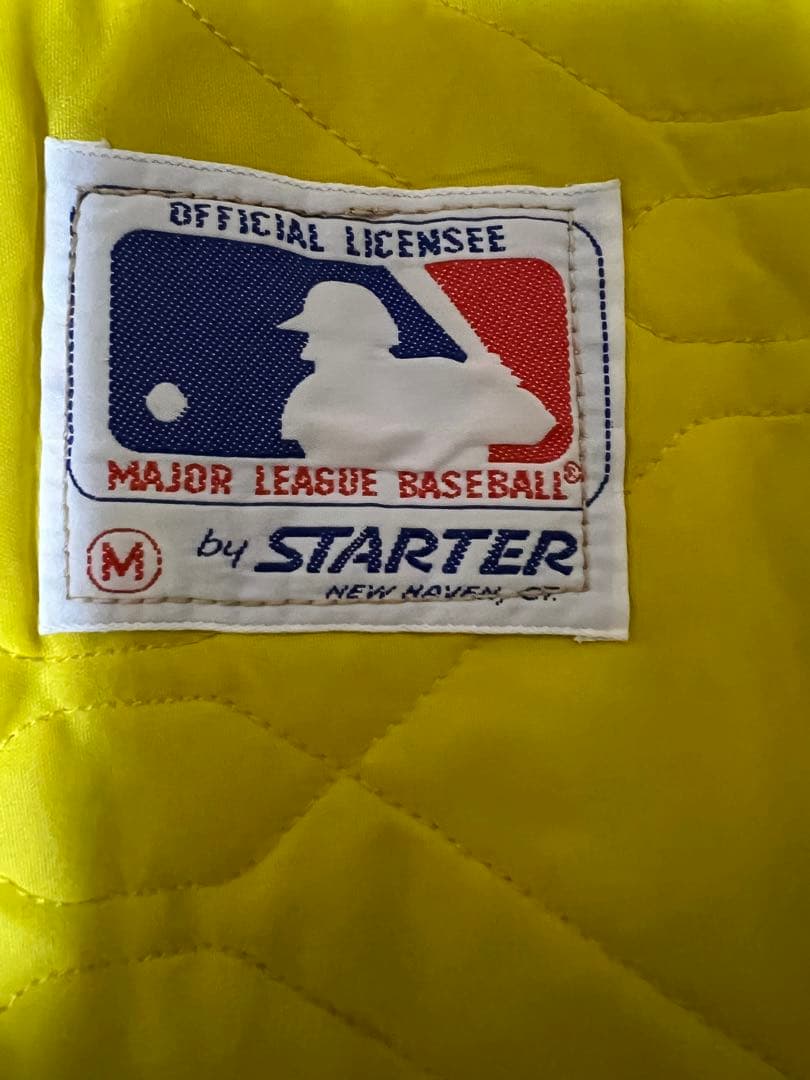 OFFICIAL LICENSEE
MAJOR LEAGUE BASEBALL®
M by STARTER
NEW HAVEN, CT.